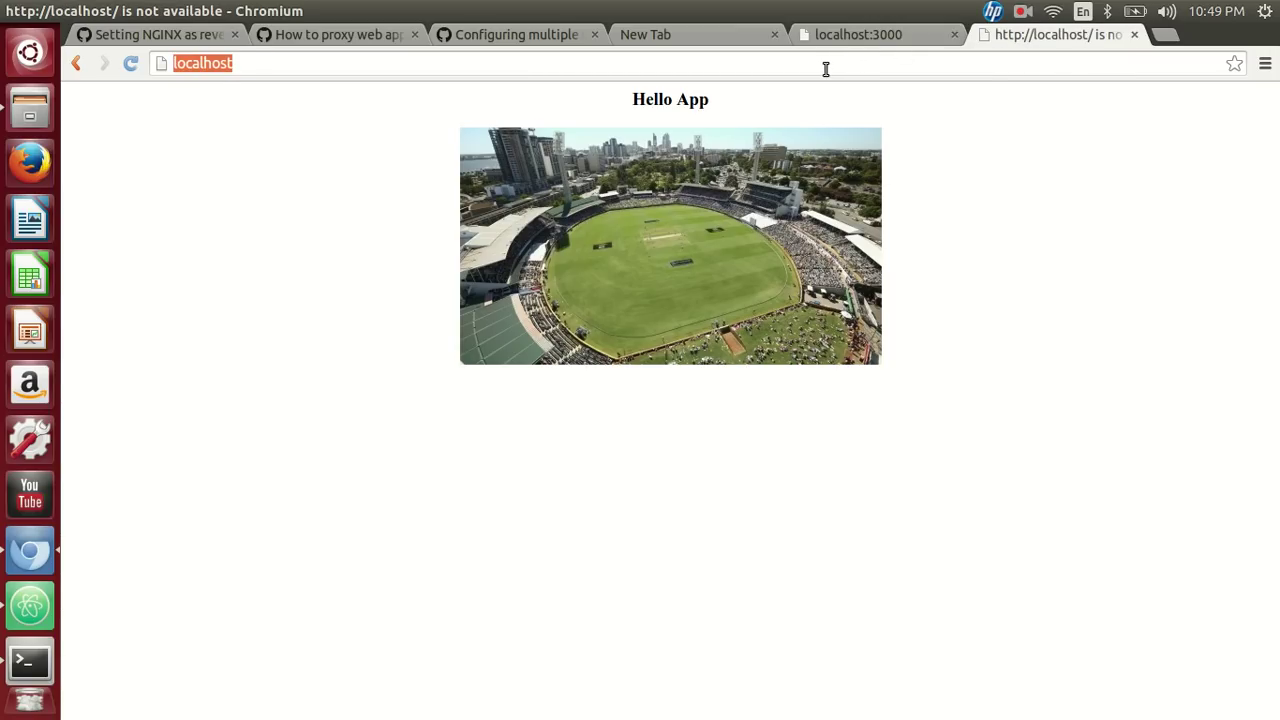 http://localhost/ is not available - Chromium
En
10:49 PM
Setting NGINX as reve
How to proxy web app
Configuring multiple
New Tab
localhost:3000
http://localhost/ is no
localhost
Hello App
a
You
Tube
>_
hp